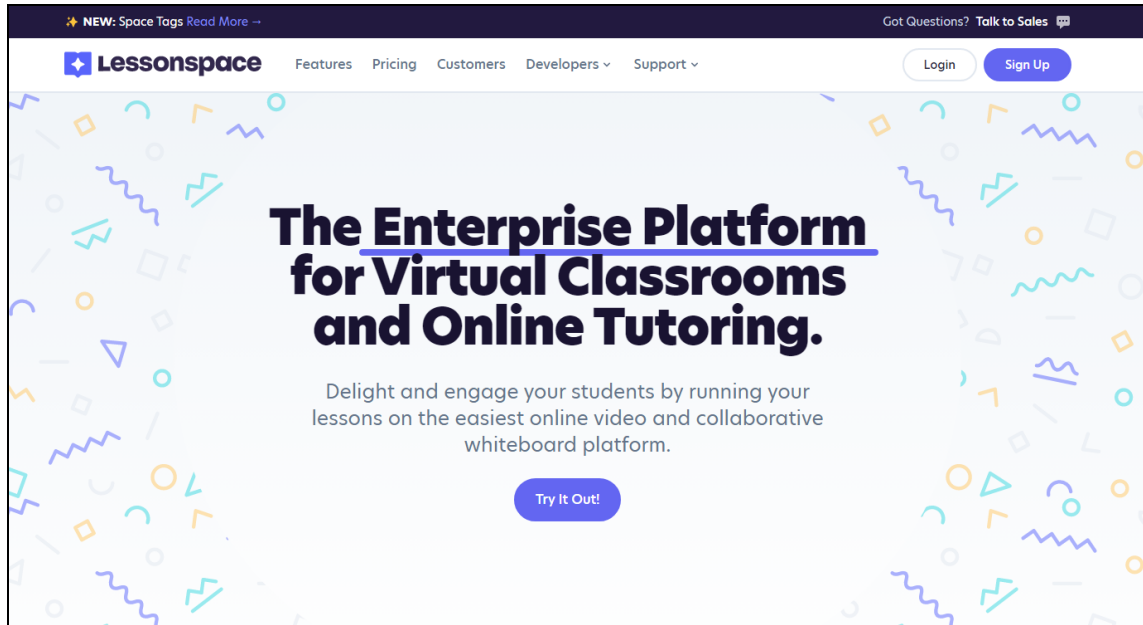 ✨ NEW: Space Tags Read More →
Got Questions? Talk to Sales
Lessonspace
Features Pricing Customers Developers Support
Login Sign Up
The Enterprise Platform
for Virtual Classrooms
and Online Tutoring.
Delight and engage your students by running your
lessons on the easiest online video and collaborative
whiteboard platform.
Try It Out!